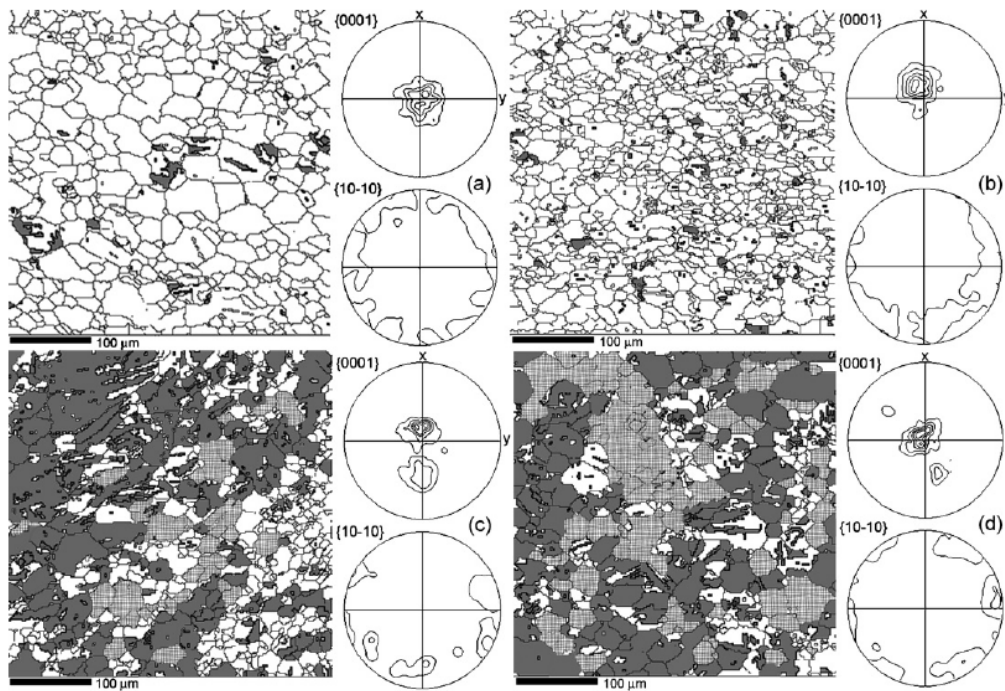 {0001}
x
y
{10-10}
(a)
100 µm
{0001}
x
{10-10}
(b)
100 µm
{0001}
x
y
{10-10}
(c)
100 µm
{0001}
x
{10-10}
(d)
100 µm